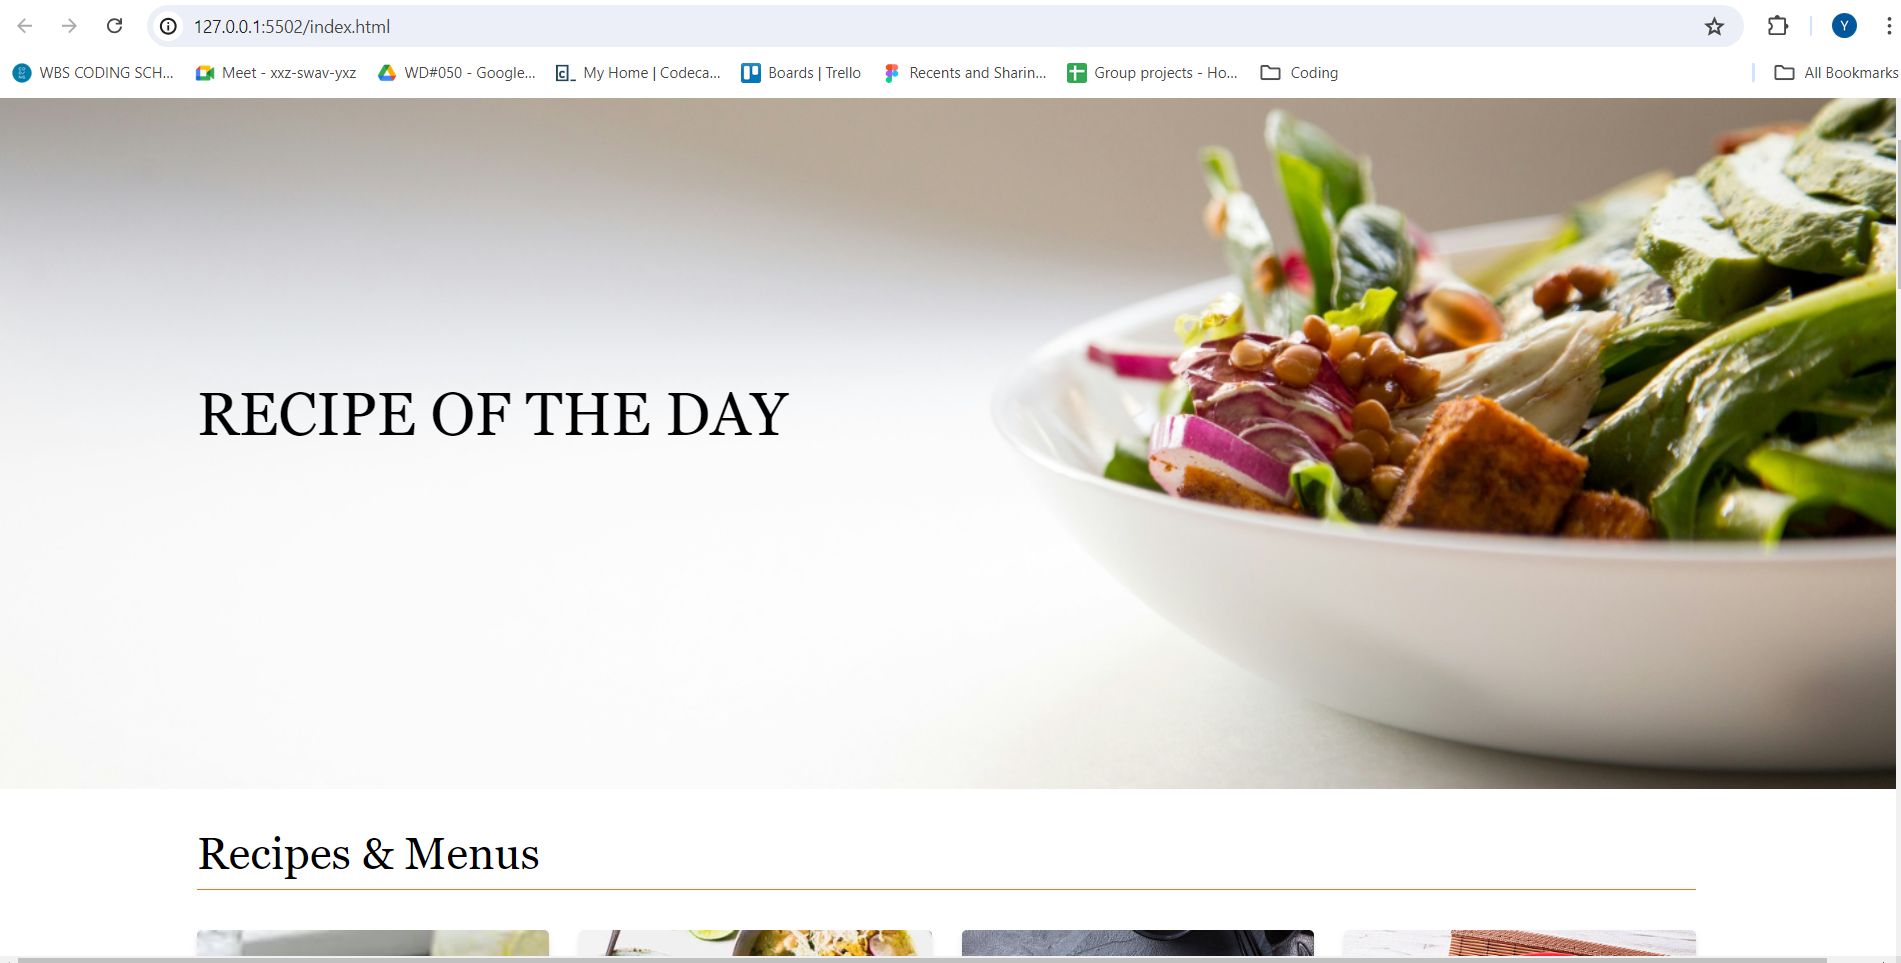 127.0.0.1:5502/index.html
Y
WBS CODING SCH...
Meet - xxz-swav-yxz
WD#050 - Google...
My Home | Codeca...
Boards | Trello
Recents and Sharin...
Group projects - Ho...
Coding
All Bookmarks
RECIPE OF THE DAY
Recipes & Menus